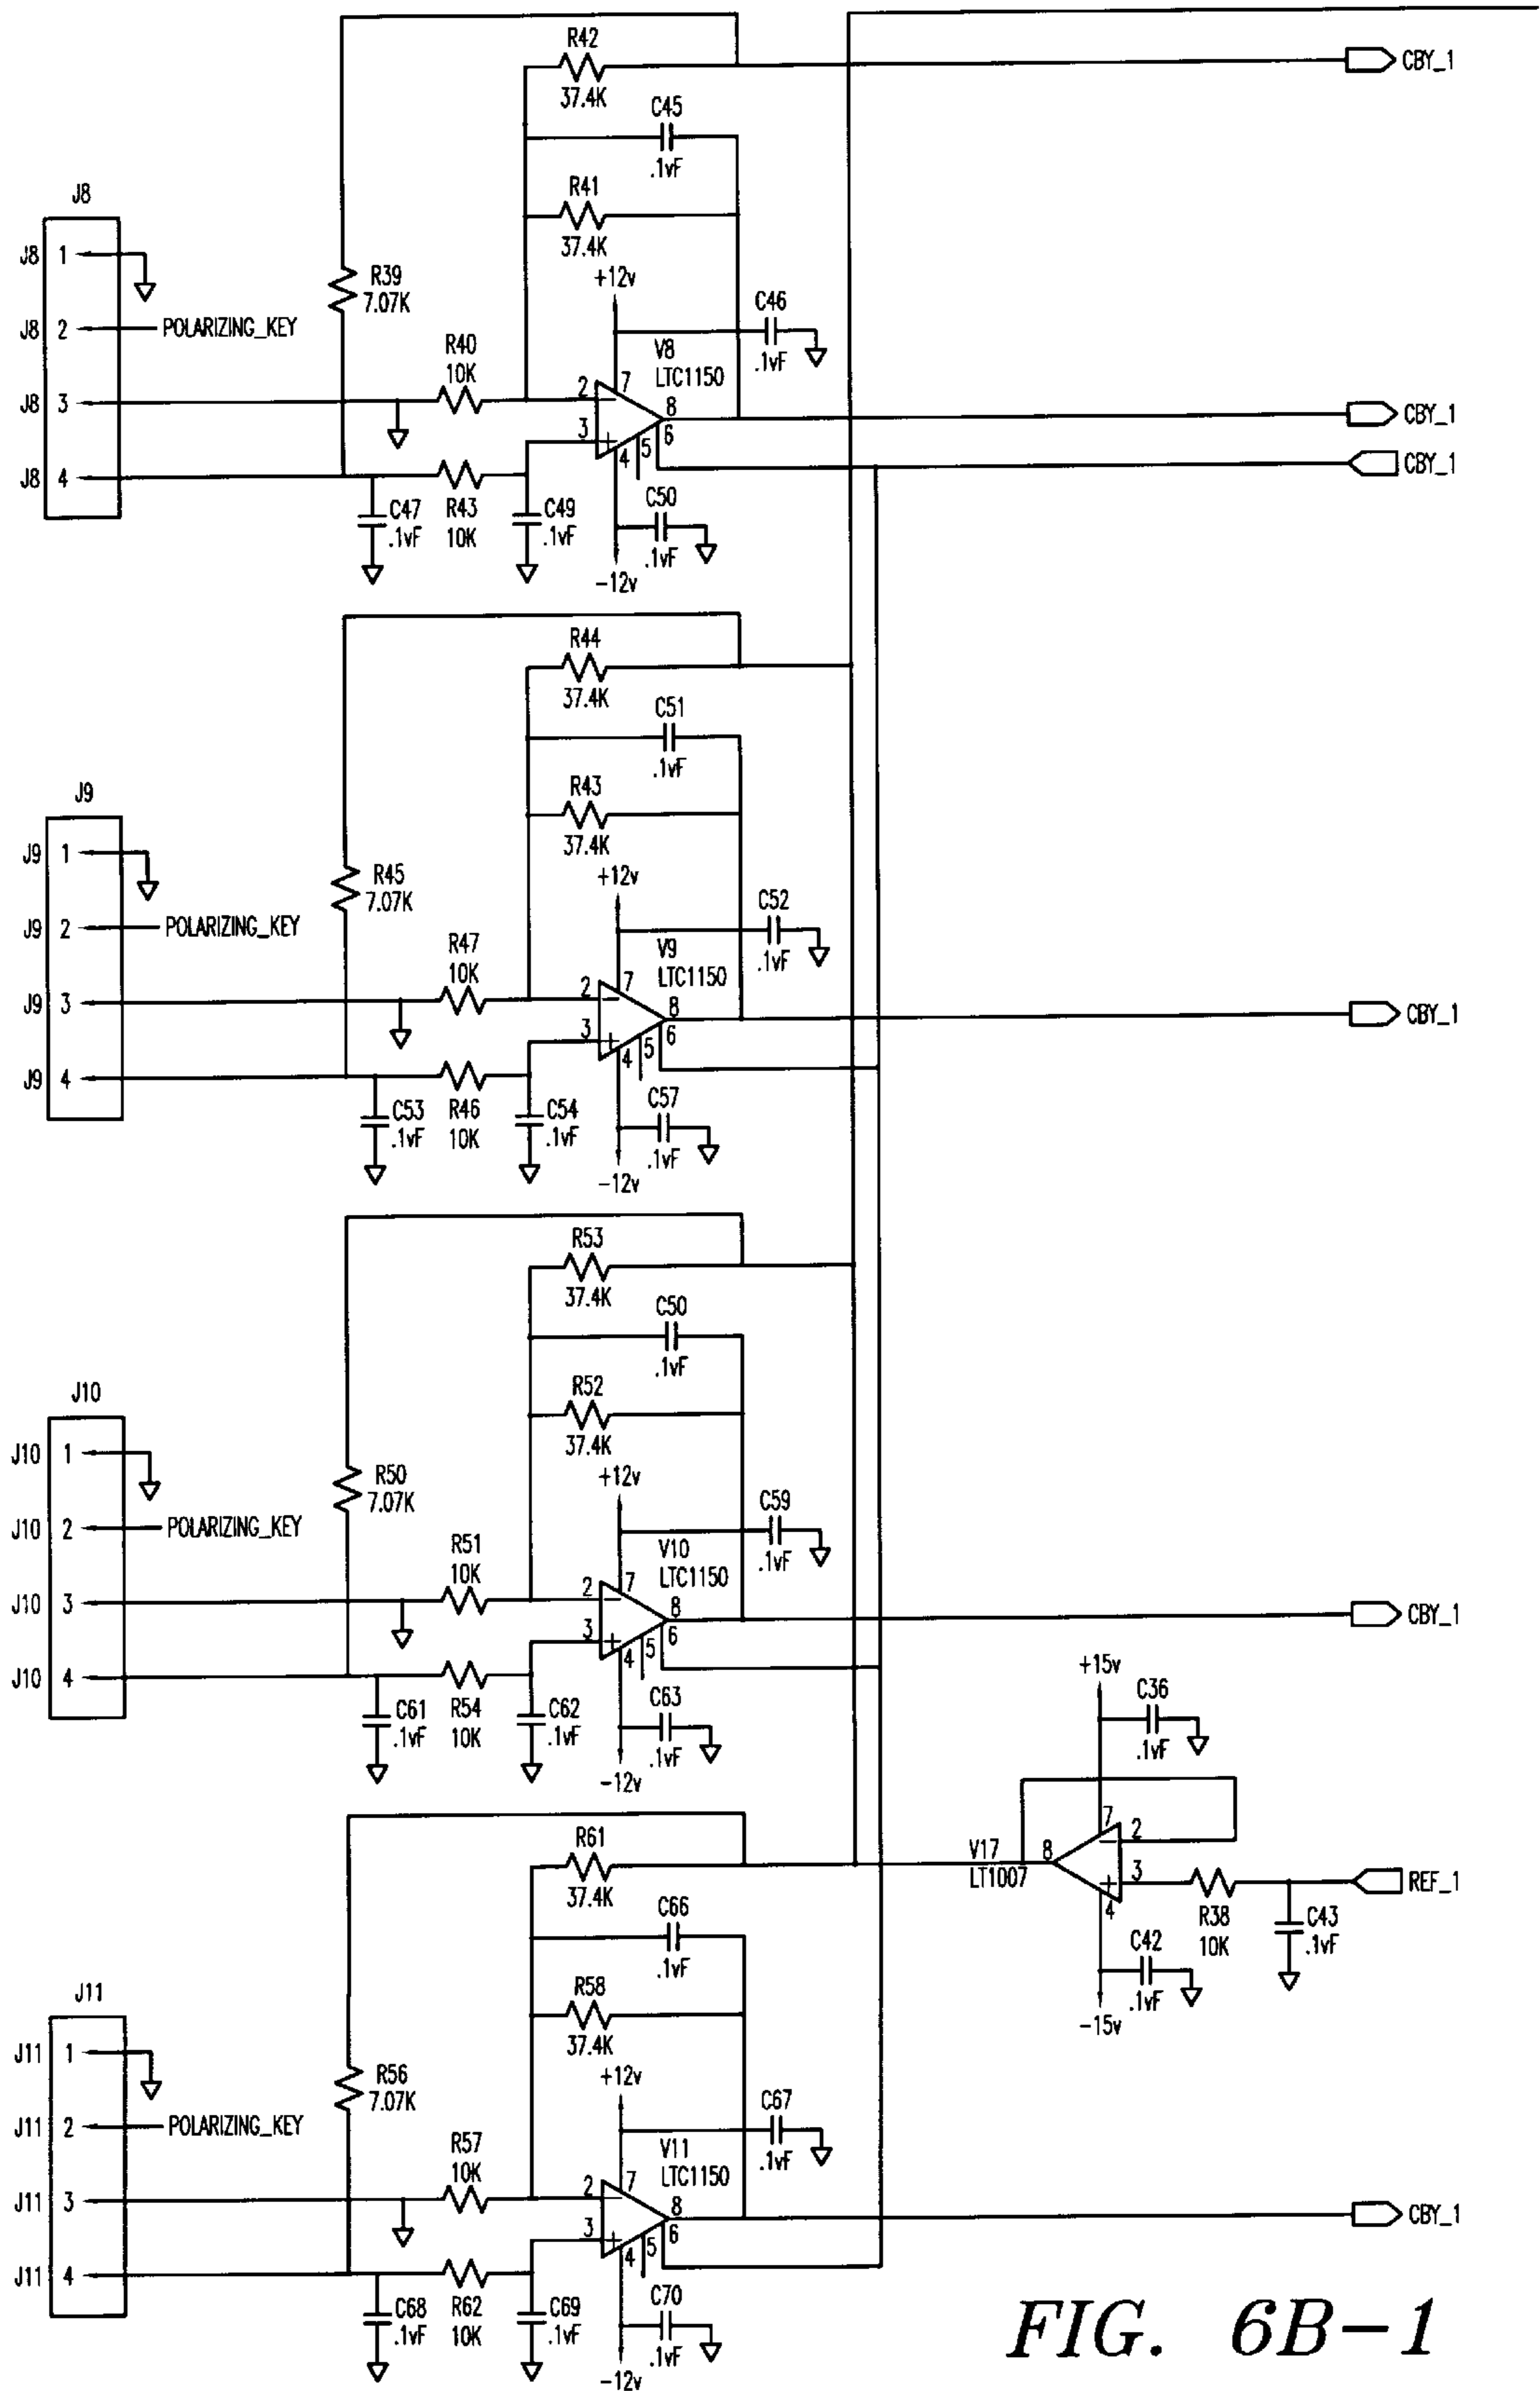 R42
37.4K
CBY_1
C45
.1vF
R41
37.4K
J8
J8 1
R39
7.07K
+12v
J8 2 POLARIZING_KEY
C46
.1vF
R40
10K
V8
LTC1150
J8 3
2 7
8
CBY_1
3
6
5
4
CBY_1
J8 4
C47
.1vF
R43
10K
C49
.1vF
C50
.1vF
-12v
R44
37.4K
C51
.1vF
R43
37.4K
J9
J9 1
R45
7.07K
+12v
J9 2 POLARIZING_KEY
C52
.1vF
R47
10K
V9
LTC1150
J9 3
2 7
8
CBY_1
3
6
5
4
J9 4
C53
.1vF
R46
10K
C54
.1vF
C57
.1vF
-12v
R53
37.4K
C50
.1vF
R52
37.4K
J10
J10 1
R50
7.07K
+12v
J10 2 POLARIZING_KEY
C59
.1vF
R51
10K
V10
LTC1150
J10 3
2 7
8
CBY_1
3
6
5
4
J10 4
C61
.1vF
R54
10K
C62
.1vF
C63
.1vF
-12v
+15v
C36
.1vF
R61
37.4K
V17
LT1007
8
7
2
3
4
REF_1
R38
10K
C43
.1vF
C42
.1vF
-15v
C66
.1vF
R58
37.4K
J11
J11 1
R56
7.07K
+12v
J11 2 POLARIZING_KEY
C67
.1vF
R57
10K
V11
LTC1150
J11 3
2 7
8
CBY_1
3
6
5
4
J11 4
C68
.1vF
R62
10K
C69
.1vF
C70
.1vF
-12v
FIG. 6B-1